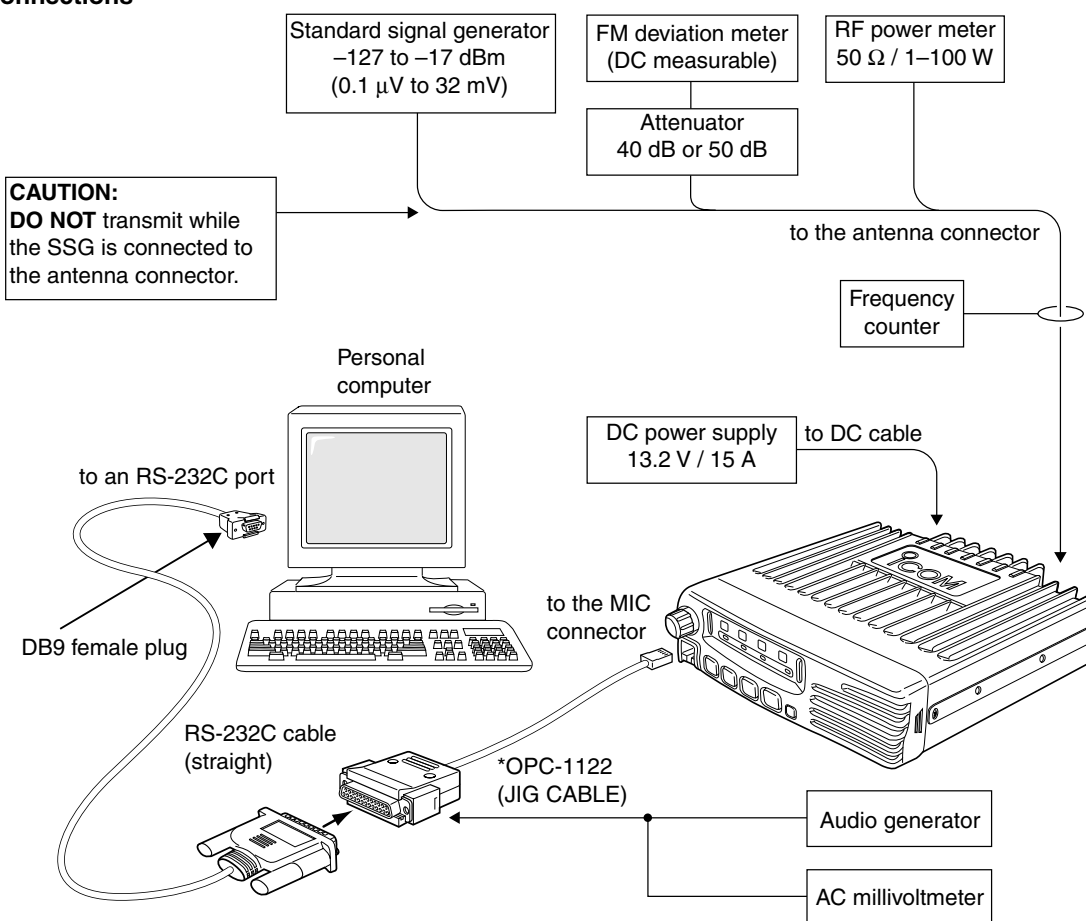 Standard signal generator
–127 to –17 dBm
(0.1 µV to 32 mV)
FM deviation meter
(DC measurable)
RF power meter
50 Ω / 1–100 W
Attenuator
40 dB or 50 dB
CAUTION:
DO NOT transmit while
the SSG is connected to
the antenna connector.
to the antenna connector
Frequency
counter
Personal
computer
DC power supply
13.2 V / 15 A
to DC cable
to an RS-232C port
ICOM
to the MIC
connector
DB9 female plug
RS-232C cable
(straight)
*OPC-1122
(JIG CABLE)
Audio generator
AC millivoltmeter